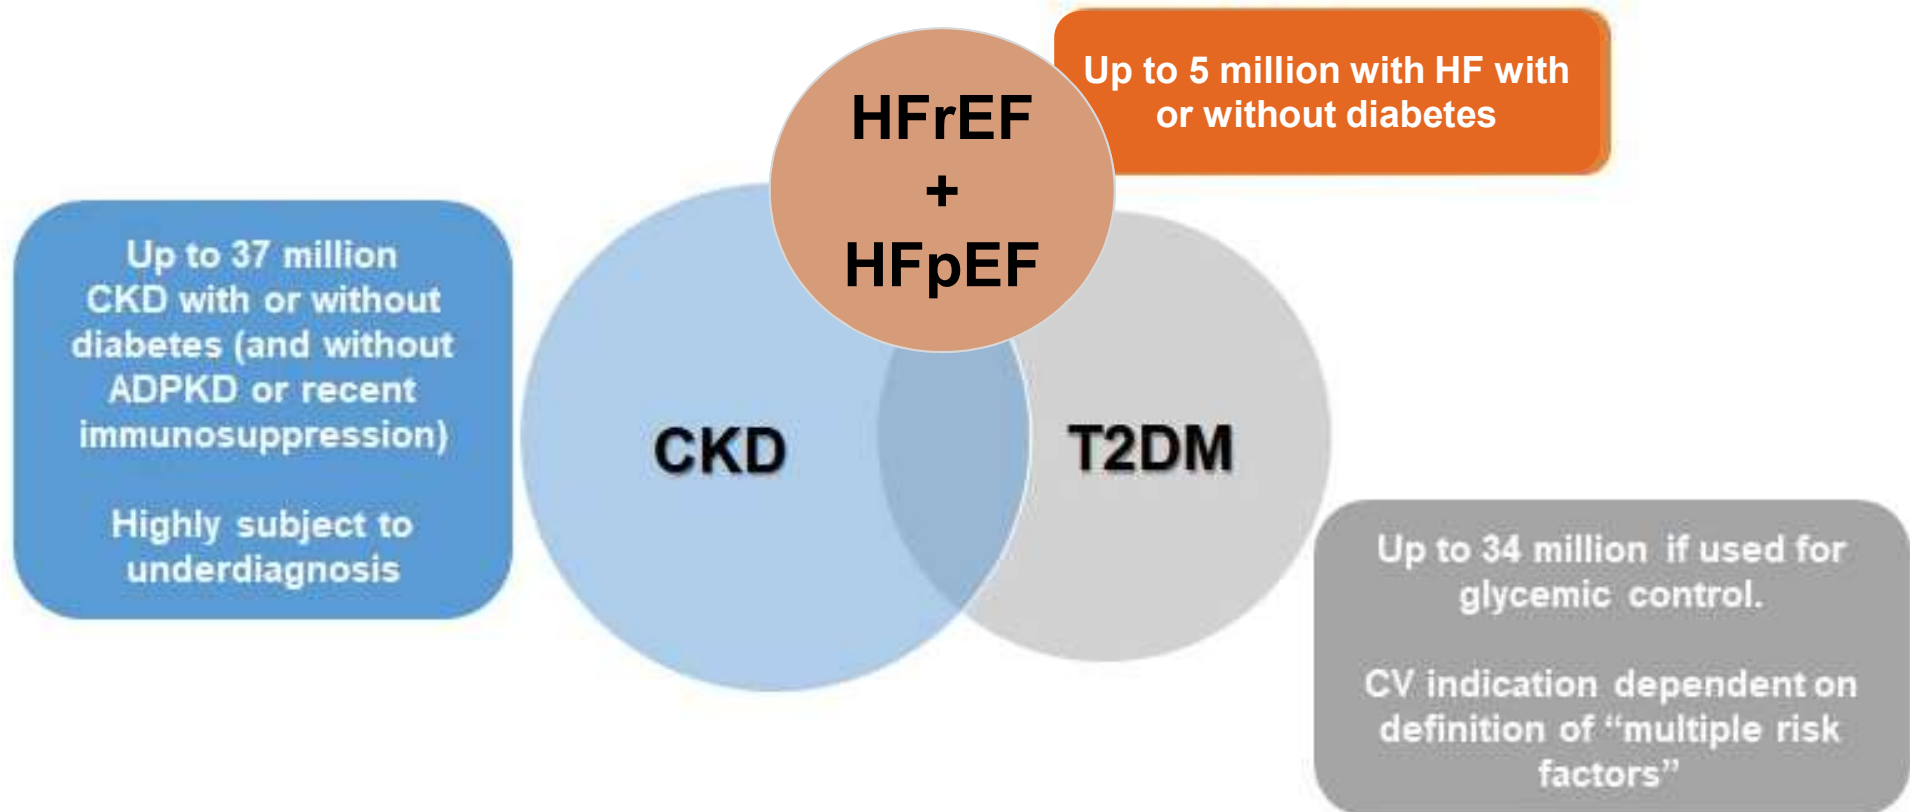 HFrEF
+
HFpEF
Up to 5 million with HF with
or without diabetes
Up to 37 million
CKD with or without
diabetes (and without
ADPKD or recent
immunosuppression)
Highly subject to
underdiagnosis
CKD
T2DM
Up to 34 million if used for
glycemic control.
CV indication dependent on
definition of “multiple risk
factors”